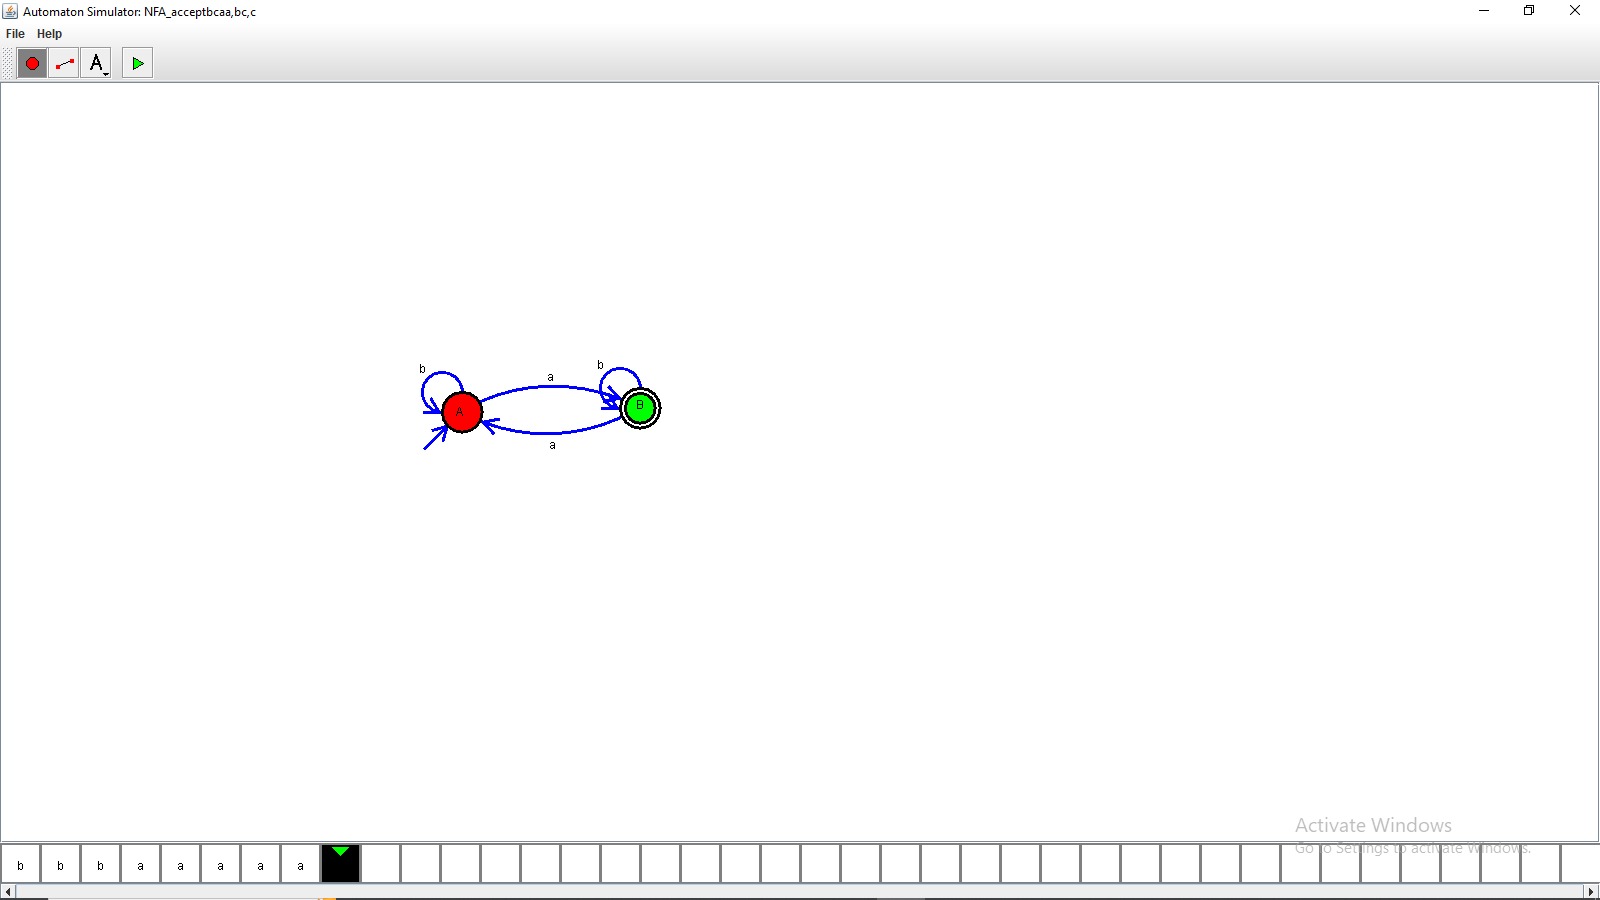 Automaton Simulator: NFA_acceptbcaa,bc,c
File Help
A
b
a
b
A
B
a
Activate Windows
Go to Settings to activate Windows.
b b b a a a a a